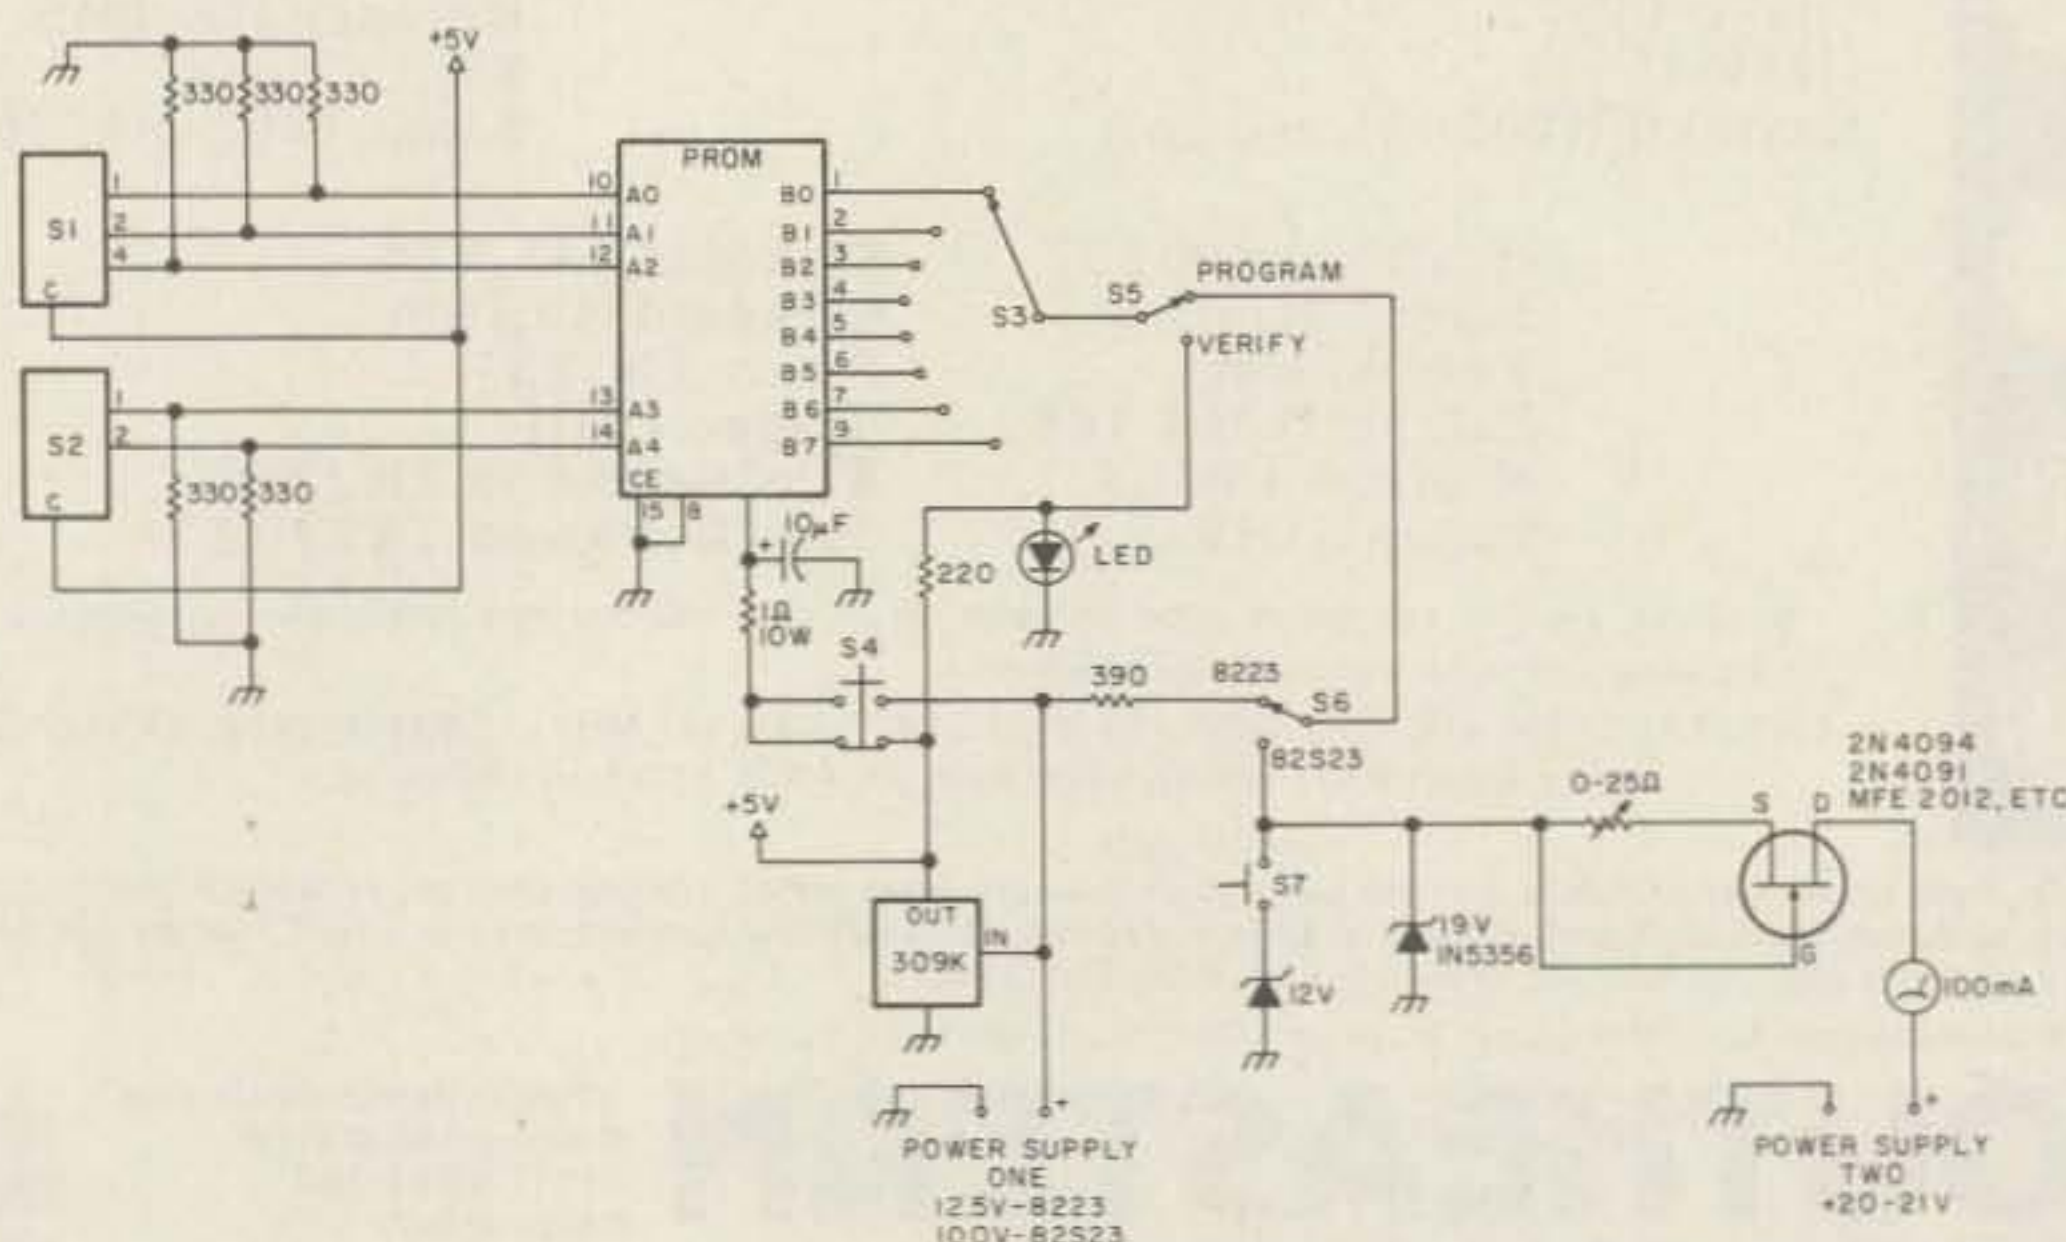 +5V
330 330 330
S1
1
2
4
C
S2
1
2
C
330 330
PROM
10 A0
11 A1
12 A2
13 A3
14 A4
CE
15 8
B0 1
B1 2
B2 3
B3 4
B4 5
B5 6
B6 7
B7 9
S3
S5
PROGRAM
VERIFY
+
10µF
1Ω
10W
220
LED
S4
390
8223
S6
82S23
+5V
OUT
309K
IN
S7
12V
19V
IN5356
0-25Ω
S D
G
2N4094
2N4091
MFE 2012, ETC
100mA
+
POWER SUPPLY
ONE
12.5V-8223
10.0V-82S23
+
POWER SUPPLY
TWO
+20-21V